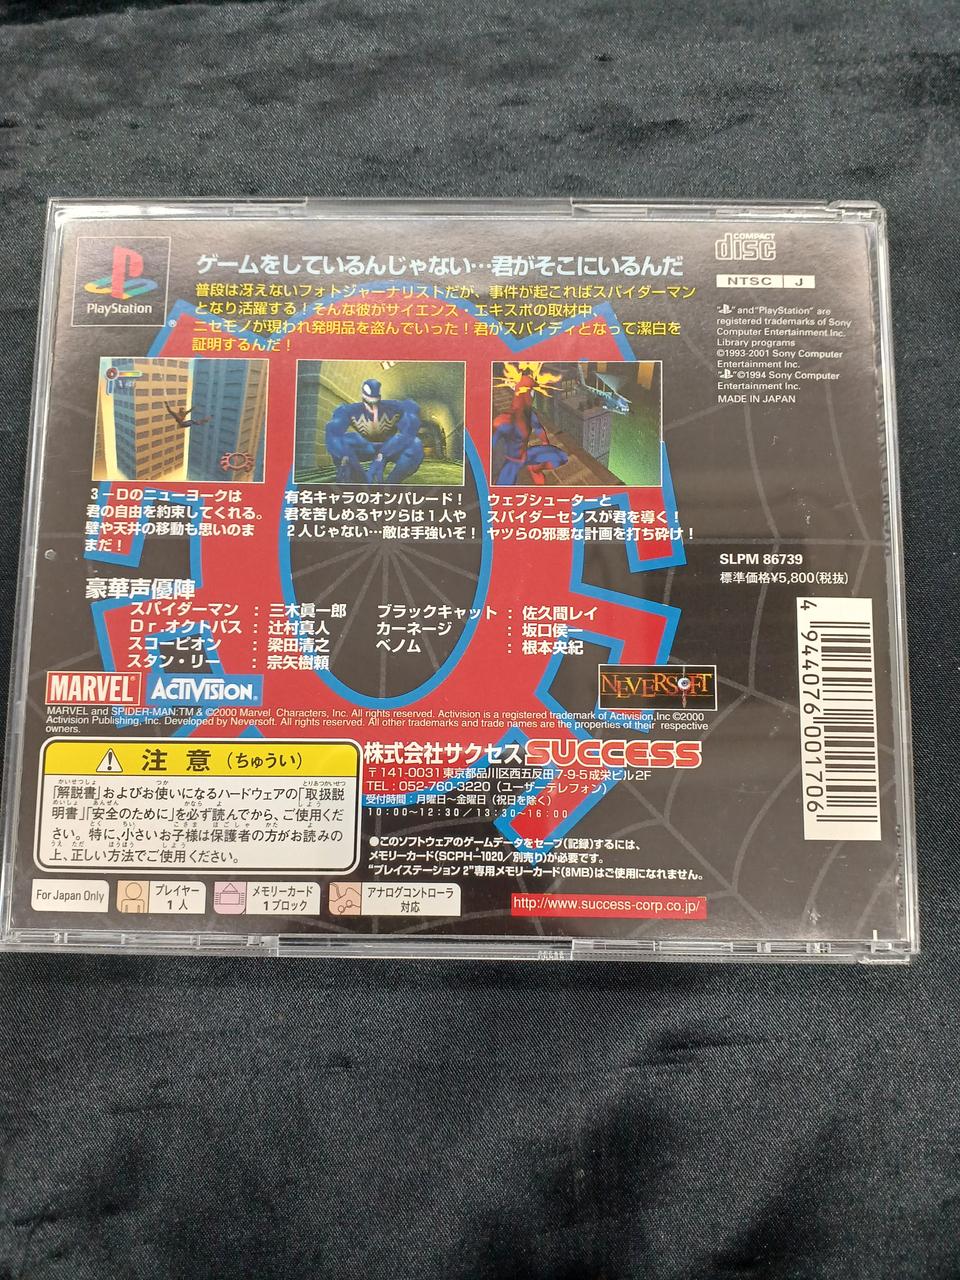 PlayStation
®
ゲームをしているんじゃない…君がそこにいるんだ
普段は冴えないフォトジャーナリストだが、事件が起これればスパイダーマン
となり活躍する!そんな彼がサイエンス・エキスポの取材中、
ニセモノが現われ発明品を盗んでいった!君がスパイディとなって潔白を
証明するんだ!
COMPACT
disc
NTSC J
"PS" and "PlayStation" are
registered trademarks of Sony
Computer Entertainment Inc.
Library programs
©1993-2001 Sony Computer
Entertainment Inc.
"PS" ©1994 Sony Computer
Entertainment Inc.
MADE IN JAPAN
3-Dのニューヨークは
君の自由を約束してくれる。
壁や天井の移動も思いのま
まだ!
有名キャラのオンパレード!
君を苦しめるヤツらは1人や
2人じゃない…敵は手強いぞ!
ウェブシューターと
スパイダーセンスが君を導く!
ヤツらの邪悪な計画を打ち砕け!
SLPM 86739
標準価格¥5,800(税抜)
豪華声優陣
スパイダーマン : 三木眞一郎
Dr.オクトパス : 辻村真人
スコーピオン : 梁田清之
スタン・リー : 宗矢樹頼
ブラックキャット : 佐久間レイ
カーネージ : 坂口候一
ベノム : 根本央紀
4 944076 001706
MARVEL ACTIVISION. NEVERSOFT
MARVEL and SPIDER-MAN:TM & ©2000 Marvel Characters, Inc. All rights reserved. Activision is a registered trademark of Activision,Inc ©2000
Activision Publishing, Inc. Developed by Neversoft. All rights reserved. All other trademarks and trade names are the properties of their respective
owners.
注意(ちゅうい)
「解説書」およびお使いになるハードウェアの「取扱説
明書」「安全のために」を必ず読んでから、ご使用くだ
さい。特に、小さいお子様は保護者の方がお読みの
上、正しい方法でご使用ください。
株式会社サクセス SUCCESS
〒141-0031 東京都品川区西五反田7-9-5成栄ビル2F
TEL:052-760-3220(ユーザーテレフォン)
受付時間:月曜日~金曜日(祝日を除く)
10:00~12:30/13:30~16:00
●このソフトウェアのゲームデータをセーブ(記録)するには、
メモリーカード(SCPH-1020/別売り)が必要です。
"プレイステーション 2"専用メモリーカード(8MB)はご使用になれません。
For Japan Only
プレイヤー
1人
メモリーカード
1ブロック
アナログコントローラ
対応
http://www.success-corp.co.jp/